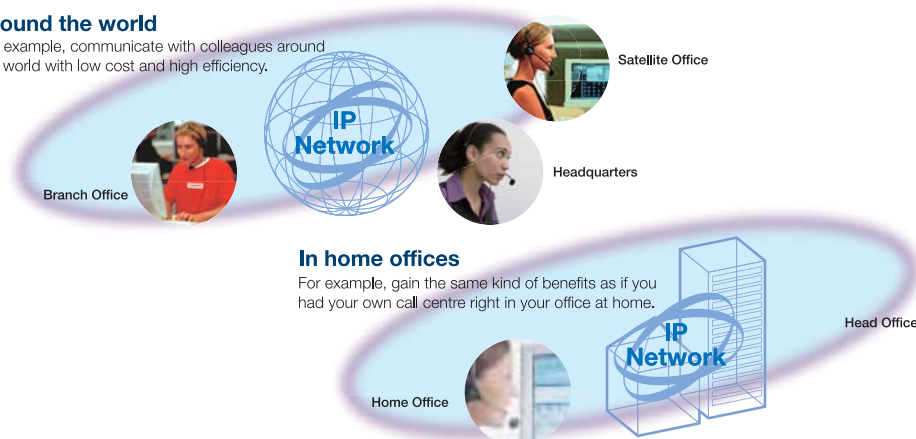 ound the world
example, communicate with colleagues around
world with low cost and high efficiency.
Satellite Office
IP
Network
Headquarters
Branch Office
In home offices
For example, gain the same kind of benefits as if you
had your own call centre right in your office at home.
Head Office
IP
Network
Home Office